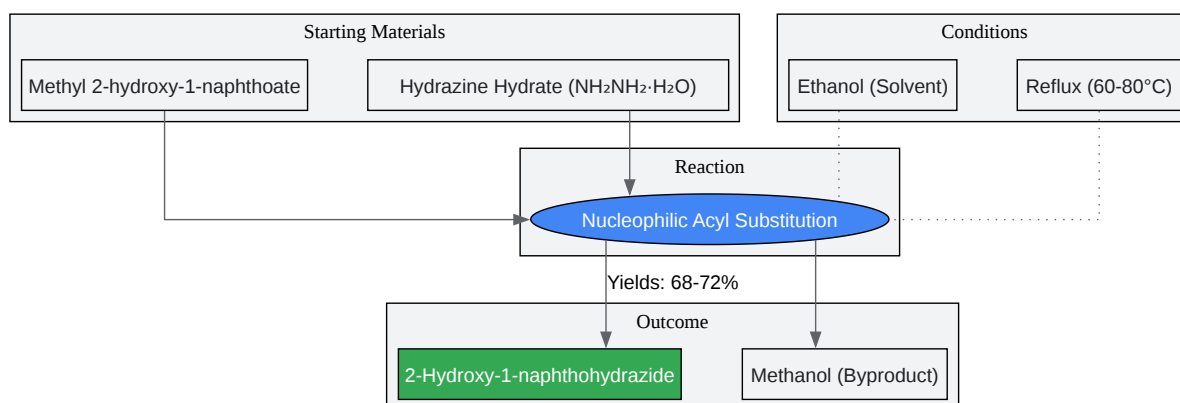 Starting Materials
Conditions
Methyl 2-hydroxy-1-naphthoate
Hydrazine Hydrate (NH₂NH₂·H₂O)
Ethanol (Solvent)
Reflux (60-80°C)
Reaction
Nucleophilic Acyl Substitution
Yields: 68-72%
Outcome
2-Hydroxy-1-naphthohydrazide
Methanol (Byproduct)